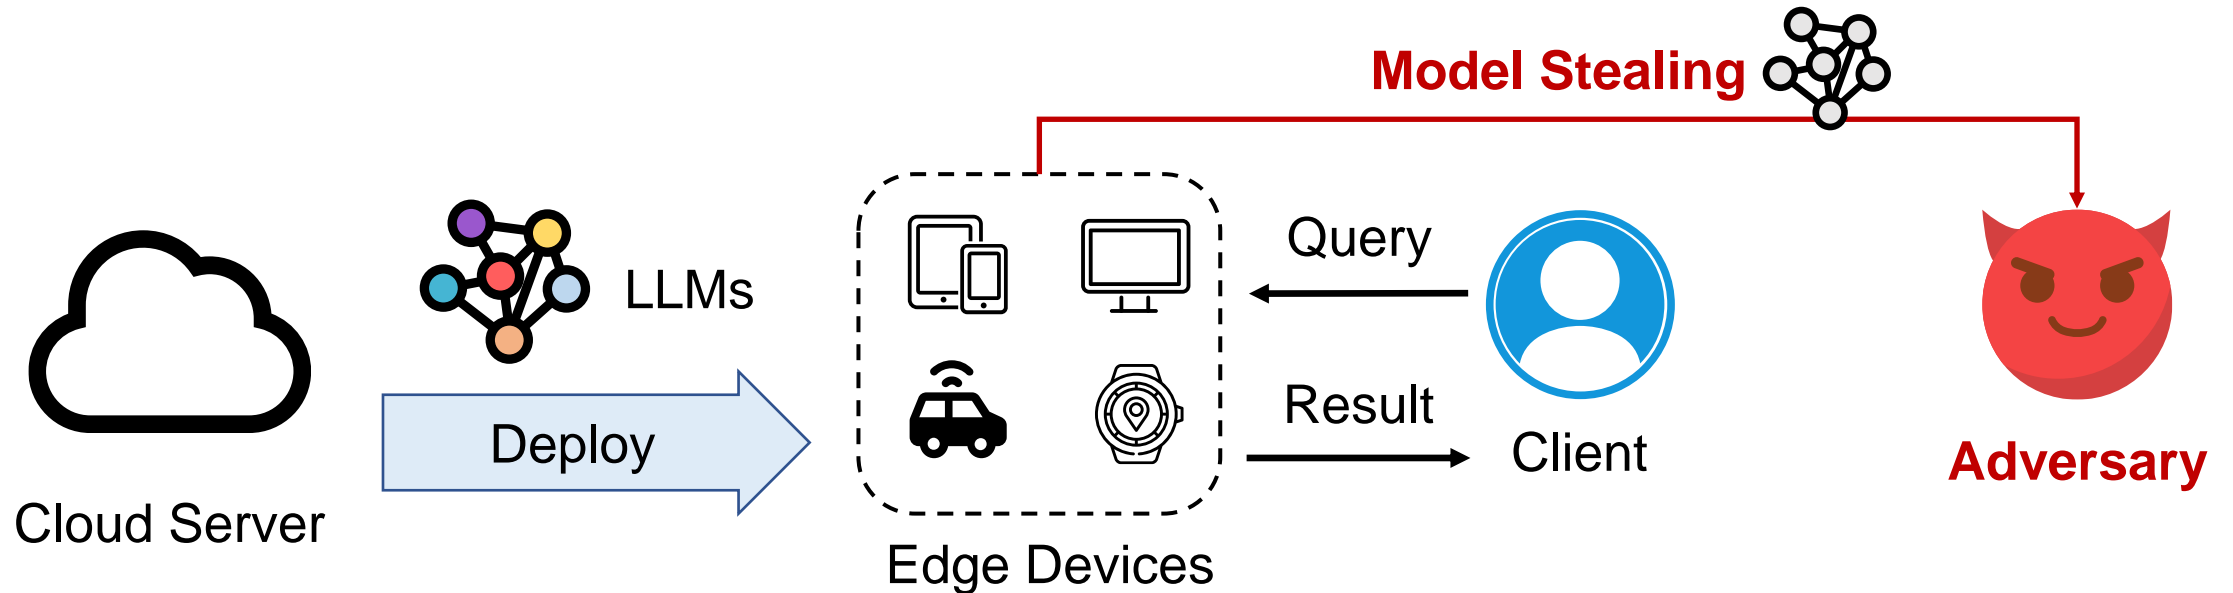 Model Stealing
LLMs
Deploy
Cloud Server
Edge Devices
Query
Result
Client
Adversary